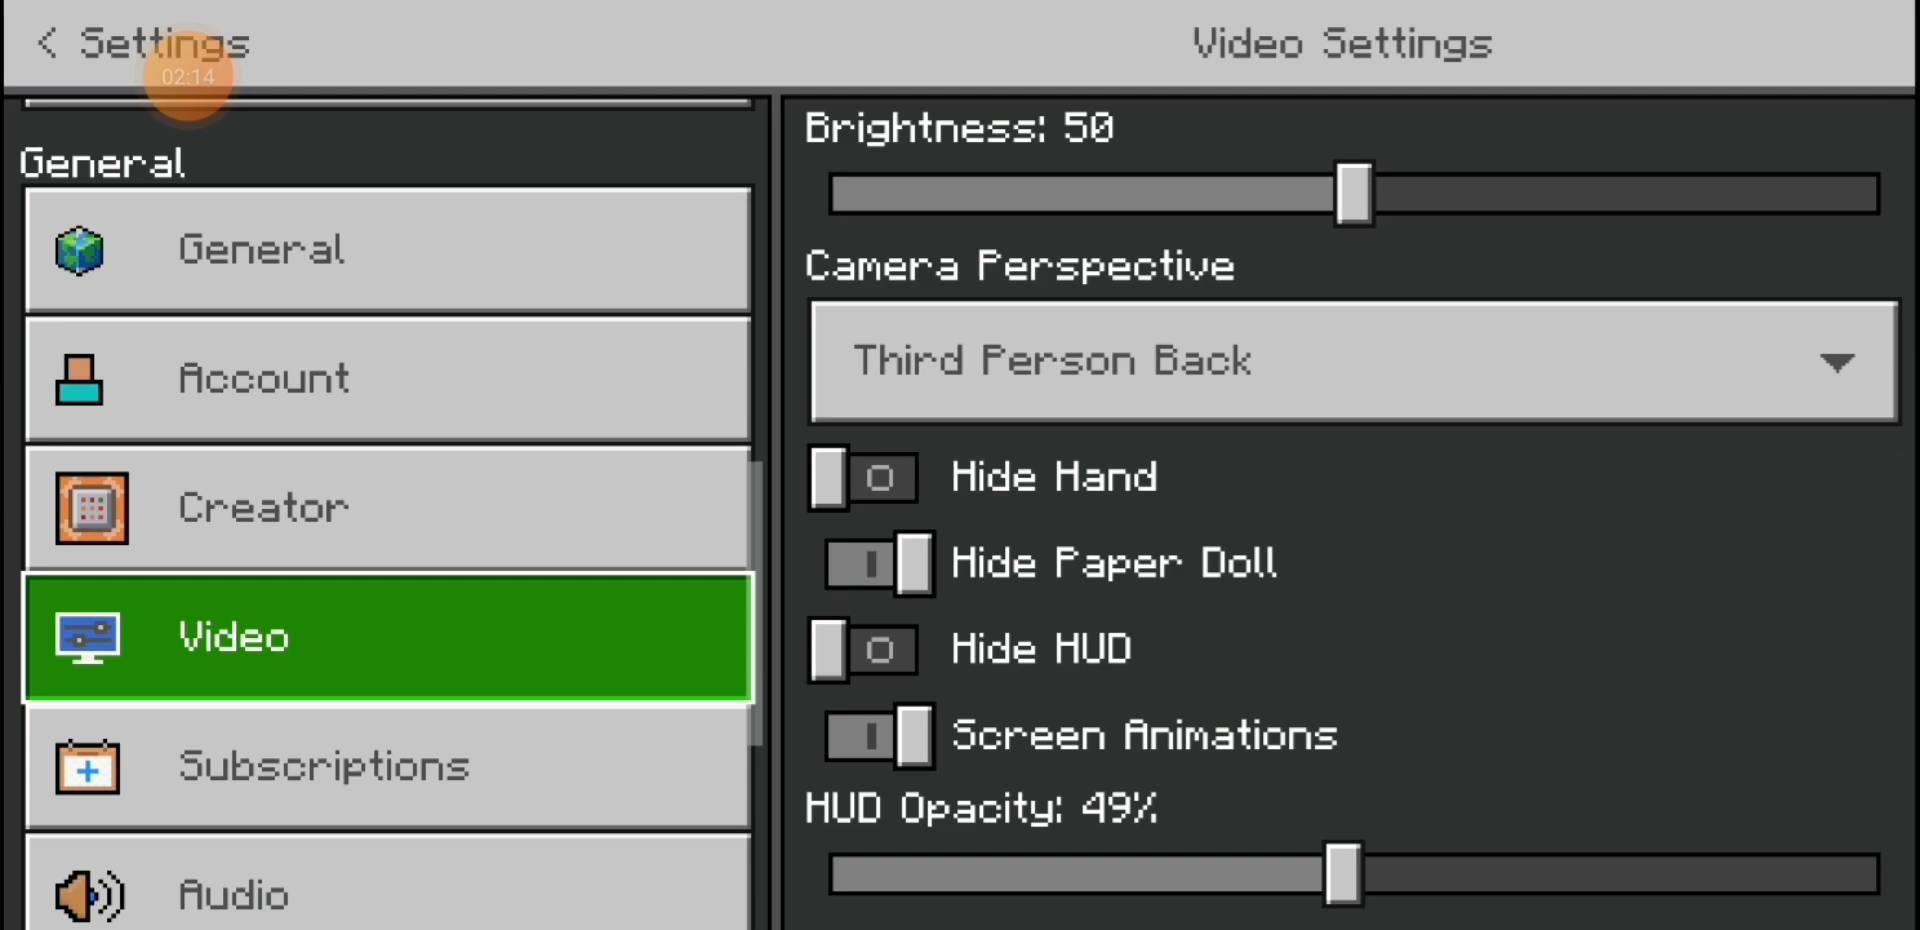 < Settings
Video Settings
02:14
General
General
Account
Creator
Video
Subscriptions
Audio
Brightness: 50
Camera Perspective
Third Person Back
Hide Hand
Hide Paper Doll
Hide HUD
Screen Animations
HUD Opacity: 49%